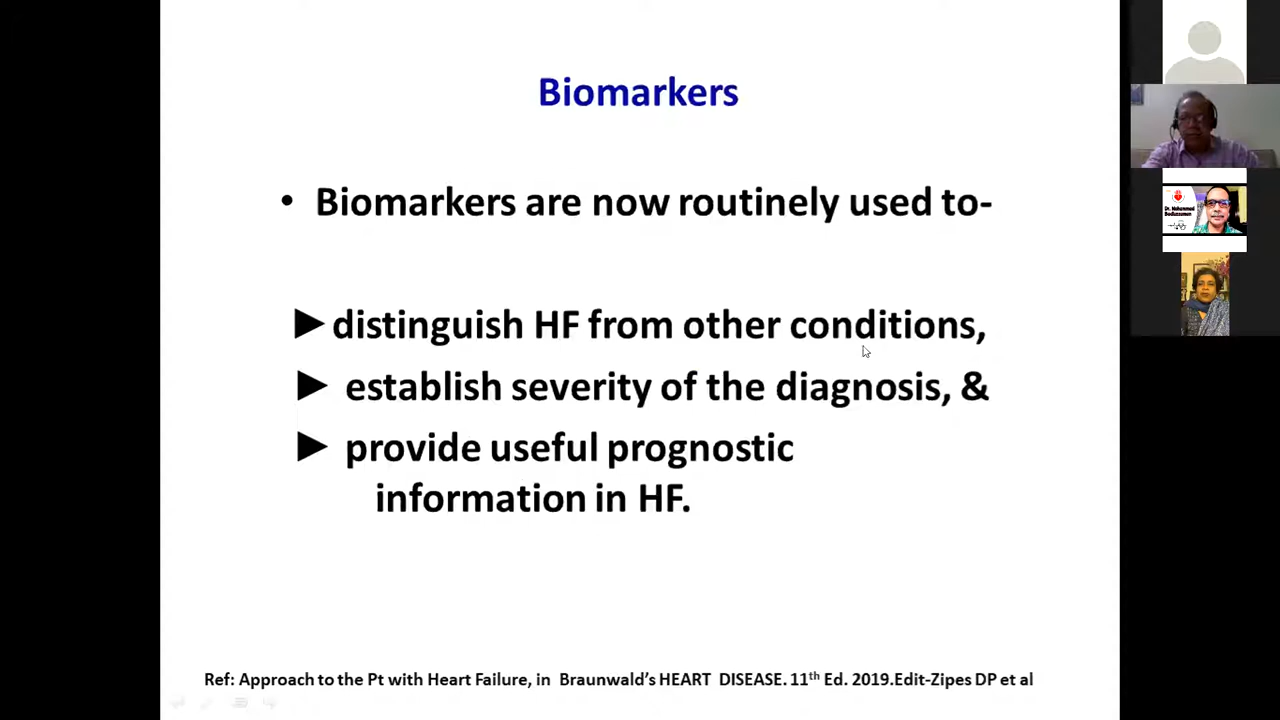 Biomarkers
• Biomarkers are now routinely used to-
►distinguish HF from other conditions,
► establish severity of the diagnosis, &
► provide useful prognostic
information in HF.
Ref: Approach to the Pt with Heart Failure, in Braunwald's HEART DISEASE. 11th Ed. 2019.Edit-Zipes DP et al
Dr. Mohammed